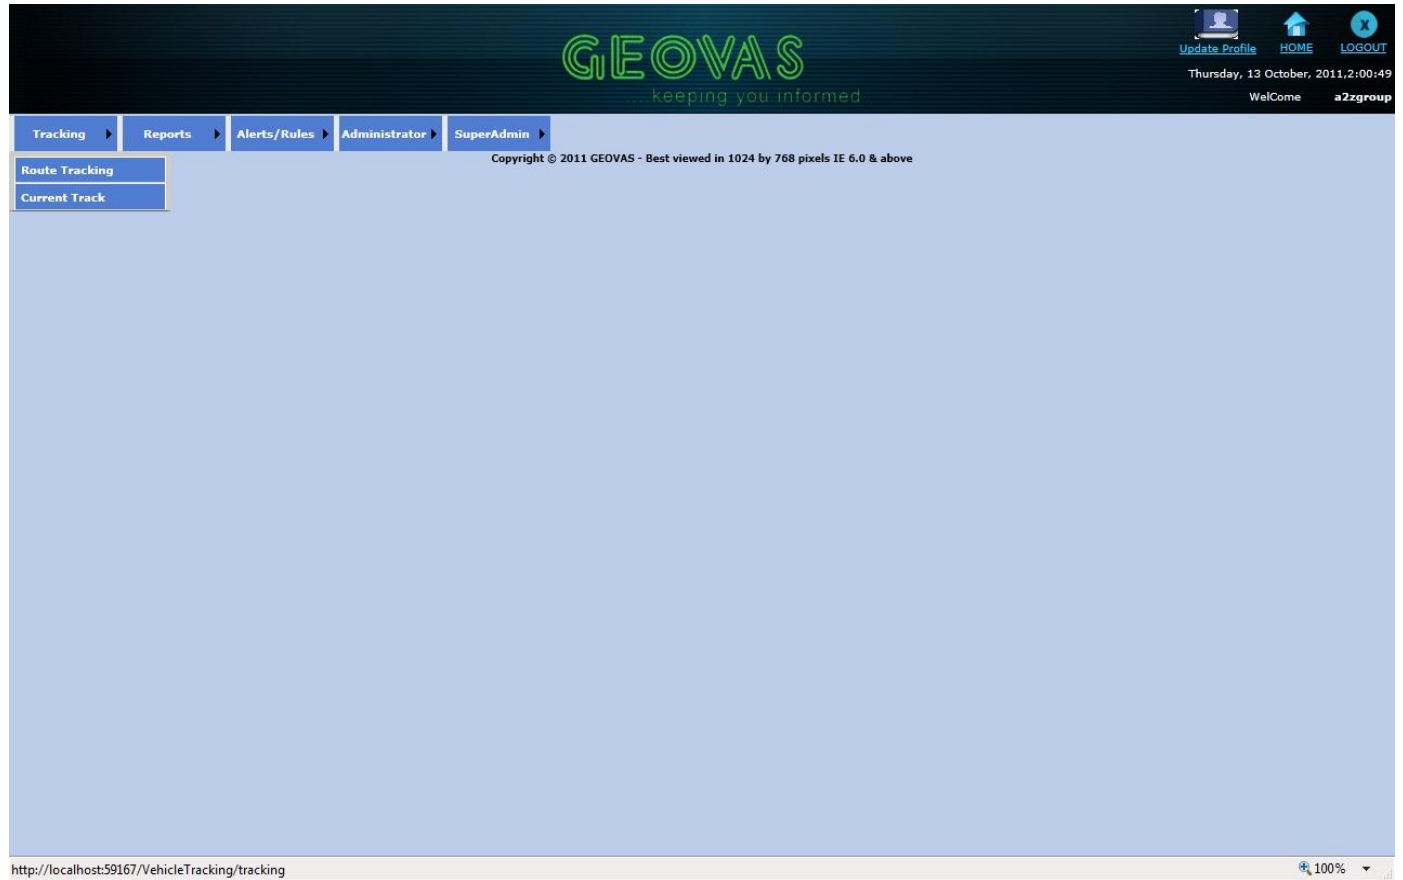 GEOVAS
....keeping you informed
Update Profile HOME LOGOUT
Thursday, 13 October, 2011,2:00:49
WelCome a2zgroup
Tracking Reports Alerts/Rules Administrator SuperAdmin
Copyright © 2011 GEOVAS - Best viewed in 1024 by 768 pixels IE 6.0 & above
Route Tracking
Current Track
http://localhost:59167/VehicleTracking/tracking 100%